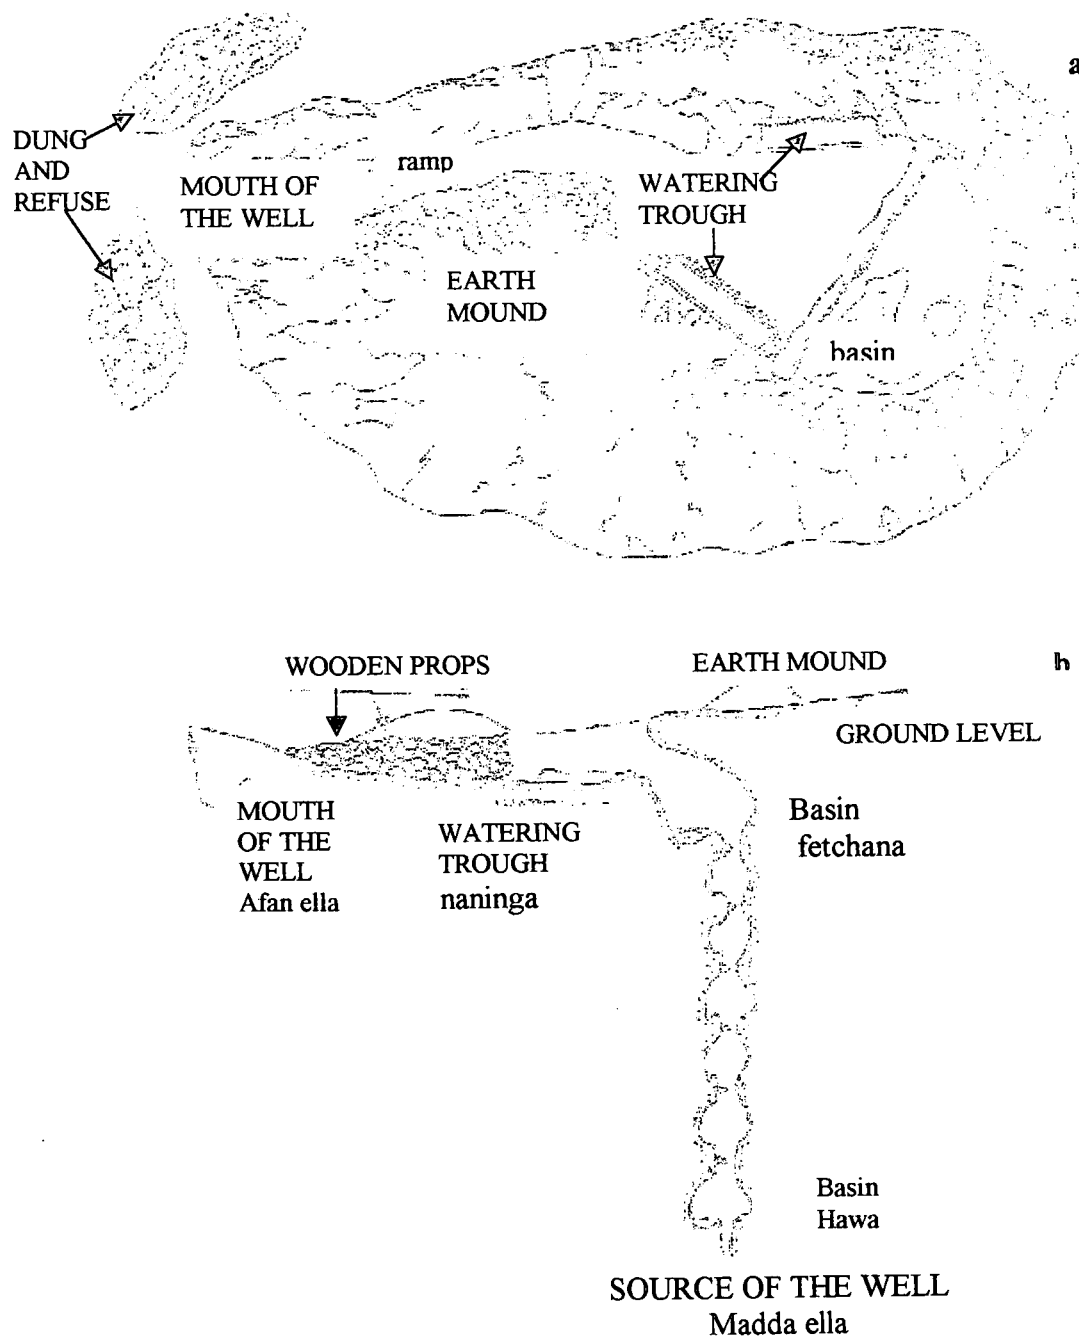 a
DUNG
AND
REFUSE
ramp
MOUTH OF
THE WELL
WATERING
TROUGH
EARTH
MOUND
basin
WOODEN PROPS
EARTH MOUND
h
GROUND LEVEL
MOUTH
OF THE
WELL
Afan ella
WATERING
TROUGH
naninga
Basin
fetchana
Basin
Hawa
SOURCE OF THE WELL
Madda ella